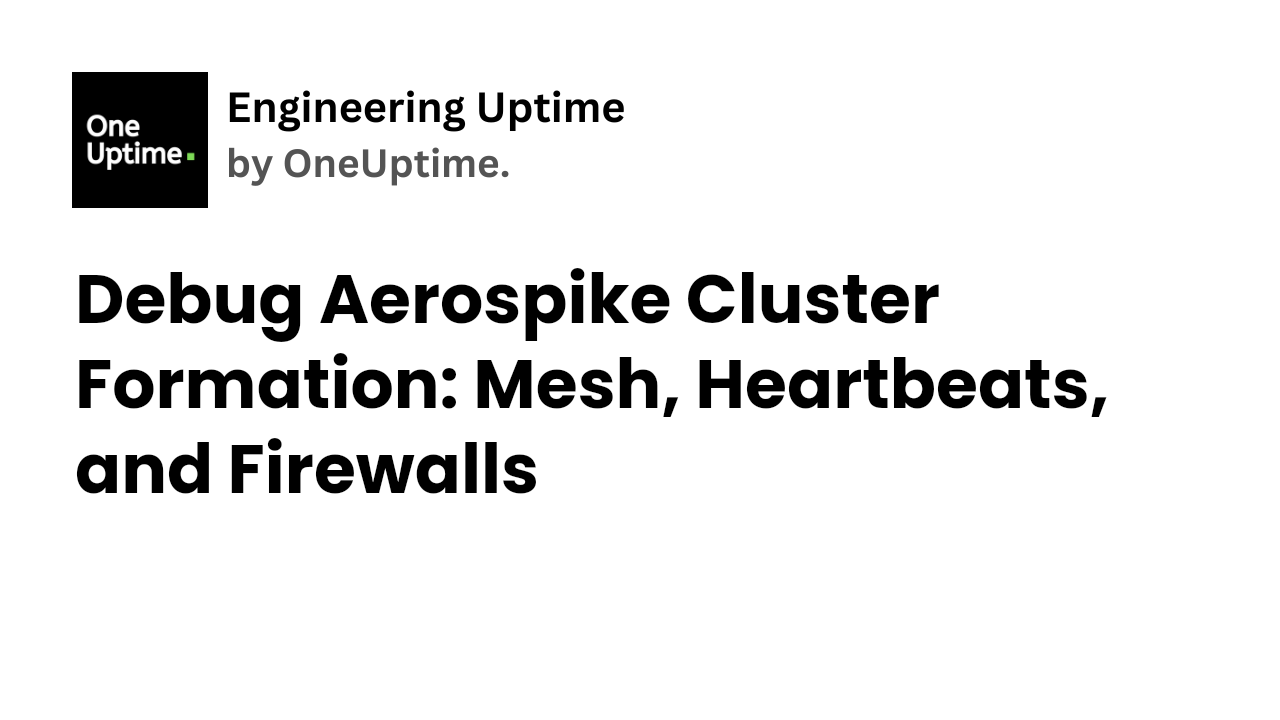 One
Uptime
Engineering Uptime
by OneUptime.
Debug Aerospike Cluster
Formation: Mesh, Heartbeats,
and Firewalls